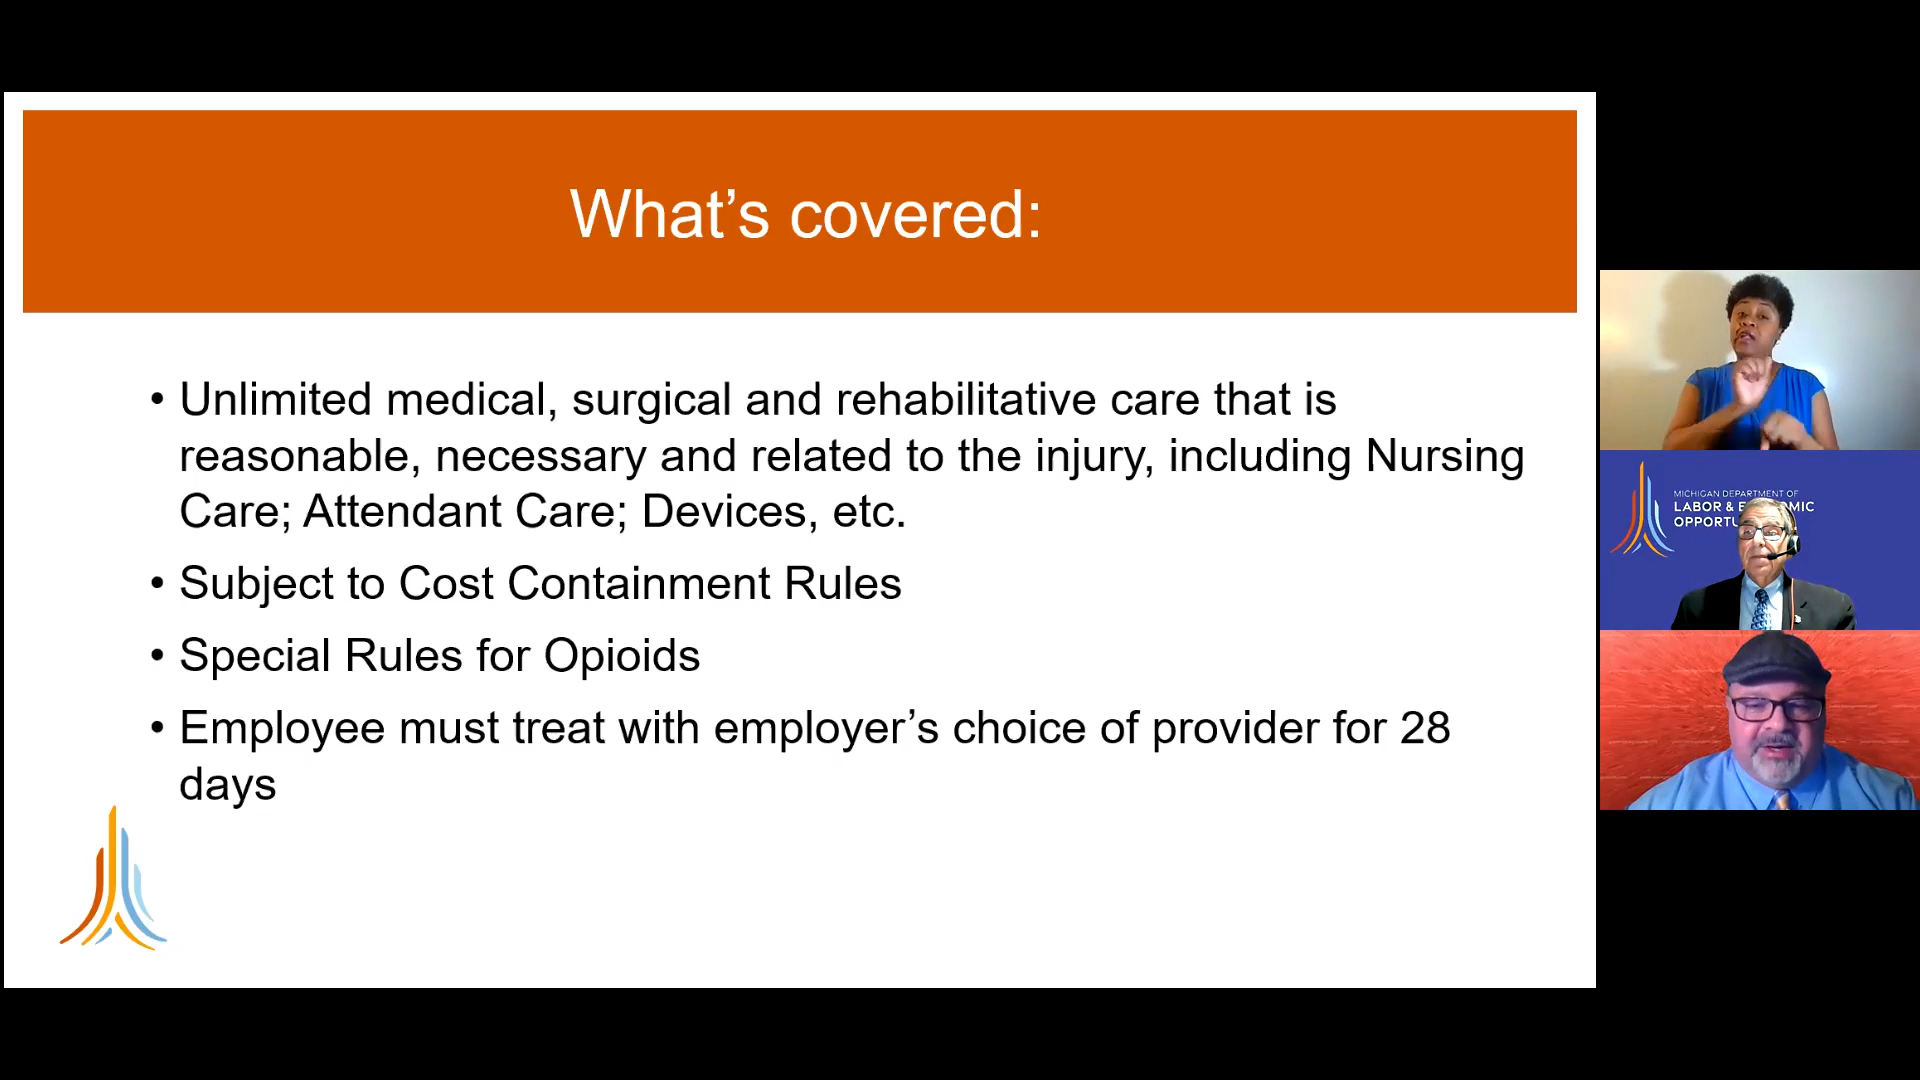 What’s covered:
• Unlimited medical, surgical and rehabilitative care that is
reasonable, necessary and related to the injury, including Nursing
Care; Attendant Care; Devices, etc.
• Subject to Cost Containment Rules
• Special Rules for Opioids
• Employee must treat with employer’s choice of provider for 28
days
MICHIGAN DEPARTMENT OF
LABOR &